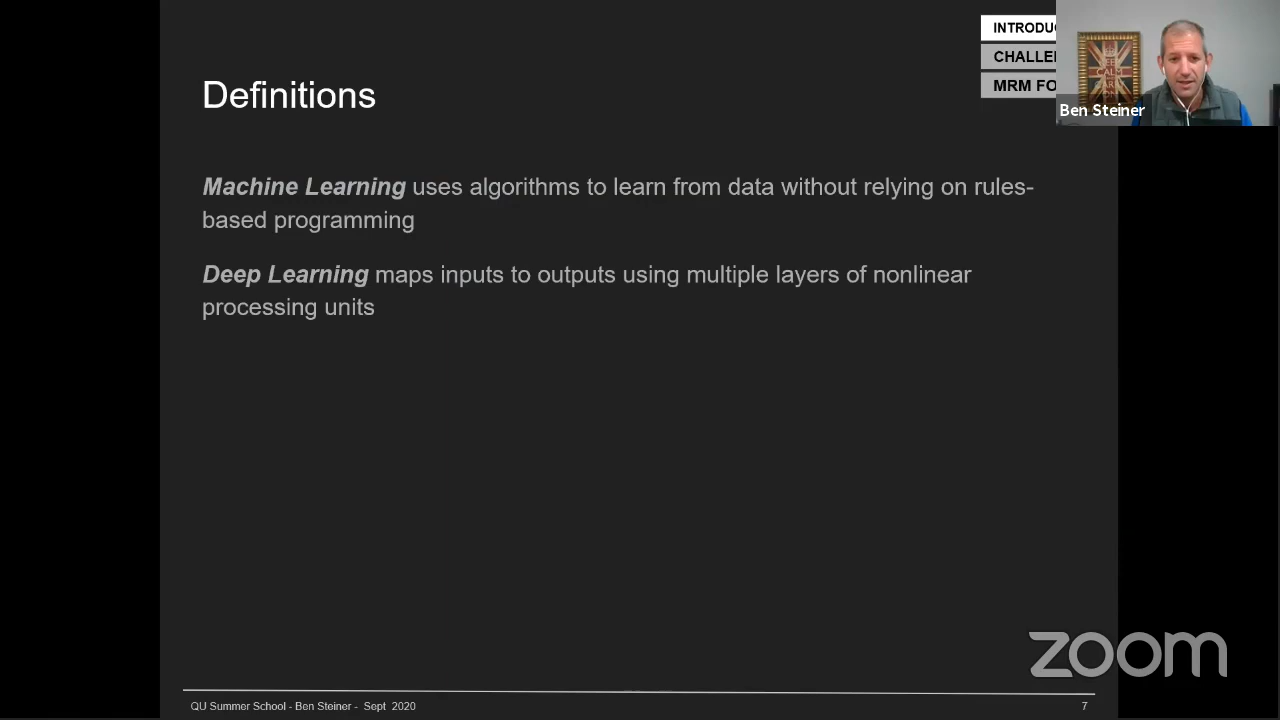 INTRODUC
CHALLEN
MRM FO
Ben Steiner
Definitions
Machine Learning uses algorithms to learn from data without relying on rules-
based programming
Deep Learning maps inputs to outputs using multiple layers of nonlinear
processing units
zoom
QU Summer School - Ben Steiner - Sept 2020
7